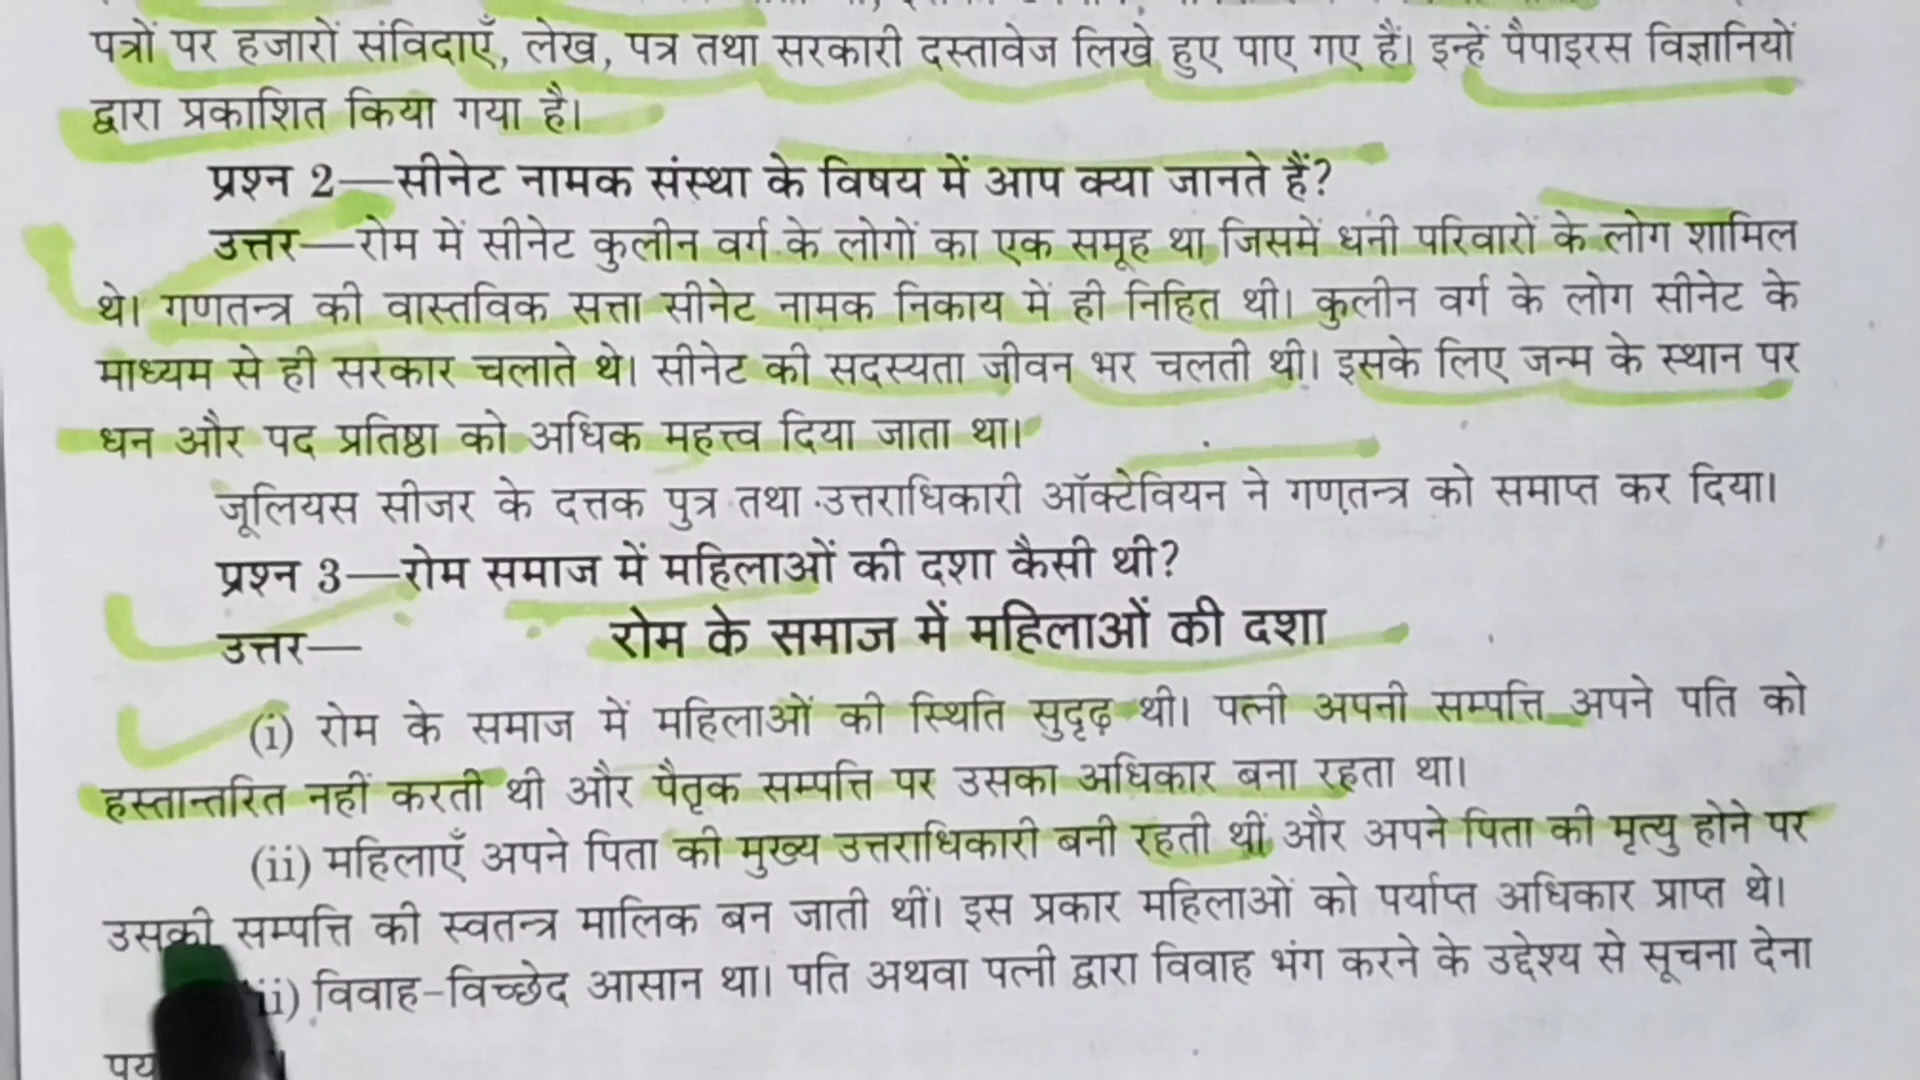 पत्रों पर हजारों संविदाएँ, लेख, पत्र तथा सरकारी दस्तावेज लिखे हुए पाए गए हैं। इन्हें पैपाइरस विज्ञानियों
द्वारा प्रकाशित किया गया है।
प्रश्न 2—सीनेट नामक संस्था के विषय में आप क्या जानते हैं?
उत्तर—रोम में सीनेट कुलीन वर्ग के लोगों का एक समूह था जिसमें धनी परिवारों के लोग शामिल
थे। गणतन्त्र की वास्तविक सत्ता सीनेट नामक निकाय में ही निहित थी। कुलीन वर्ग के लोग सीनेट के
माध्यम से ही सरकार चलाते थे। सीनेट की सदस्यता जीवन भर चलती थी। इसके लिए जन्म के स्थान पर
धन और पद प्रतिष्ठा को अधिक महत्त्व दिया जाता था।
जूलियस सीजर के दत्तक पुत्र तथा उत्तराधिकारी ऑक्टेवियन ने गणतन्त्र को समाप्त कर दिया।
प्रश्न 3—रोम समाज में महिलाओं की दशा कैसी थी?
उत्तर— रोम के समाज में महिलाओं की दशा
(i) रोम के समाज में महिलाओं की स्थिति सुदृढ़ थी। पत्नी अपनी सम्पत्ति अपने पति को
हस्तान्तरित नहीं करती थी और पैतृक सम्पत्ति पर उसका अधिकार बना रहता था।
(ii) महिलाएँ अपने पिता की मुख्य उत्तराधिकारी बनी रहती थीं और अपने पिता की मृत्यु होने पर
उसकी सम्पत्ति की स्वतन्त्र मालिक बन जाती थीं। इस प्रकार महिलाओं को पर्याप्त अधिकार प्राप्त थे।
ii) विवाह-विच्छेद आसान था। पति अथवा पत्नी द्वारा विवाह भंग करने के उद्देश्य से सूचना देना